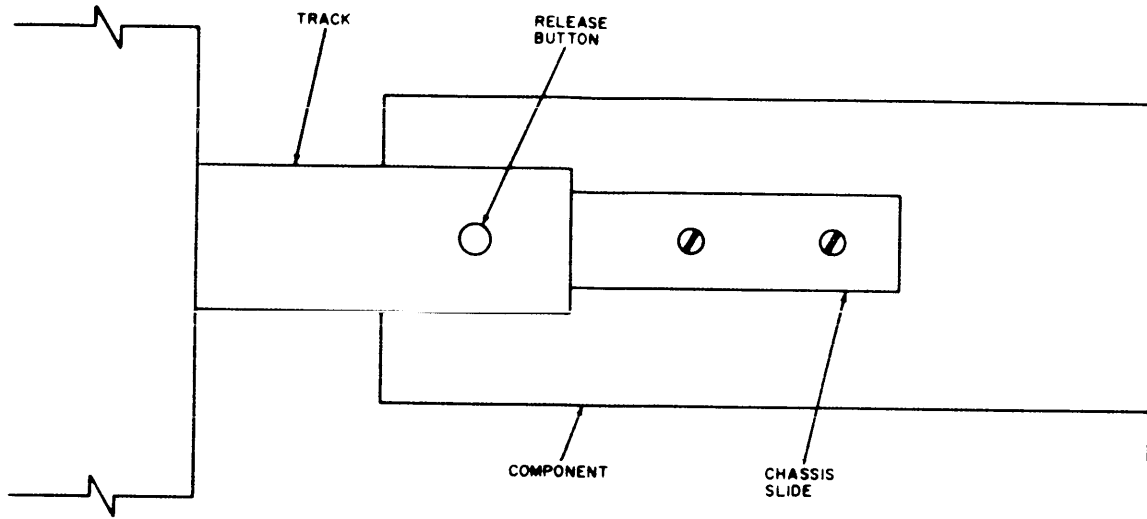 TRACK
RELEASE
BUTTON
COMPONENT
CHASSIS
SLIDE